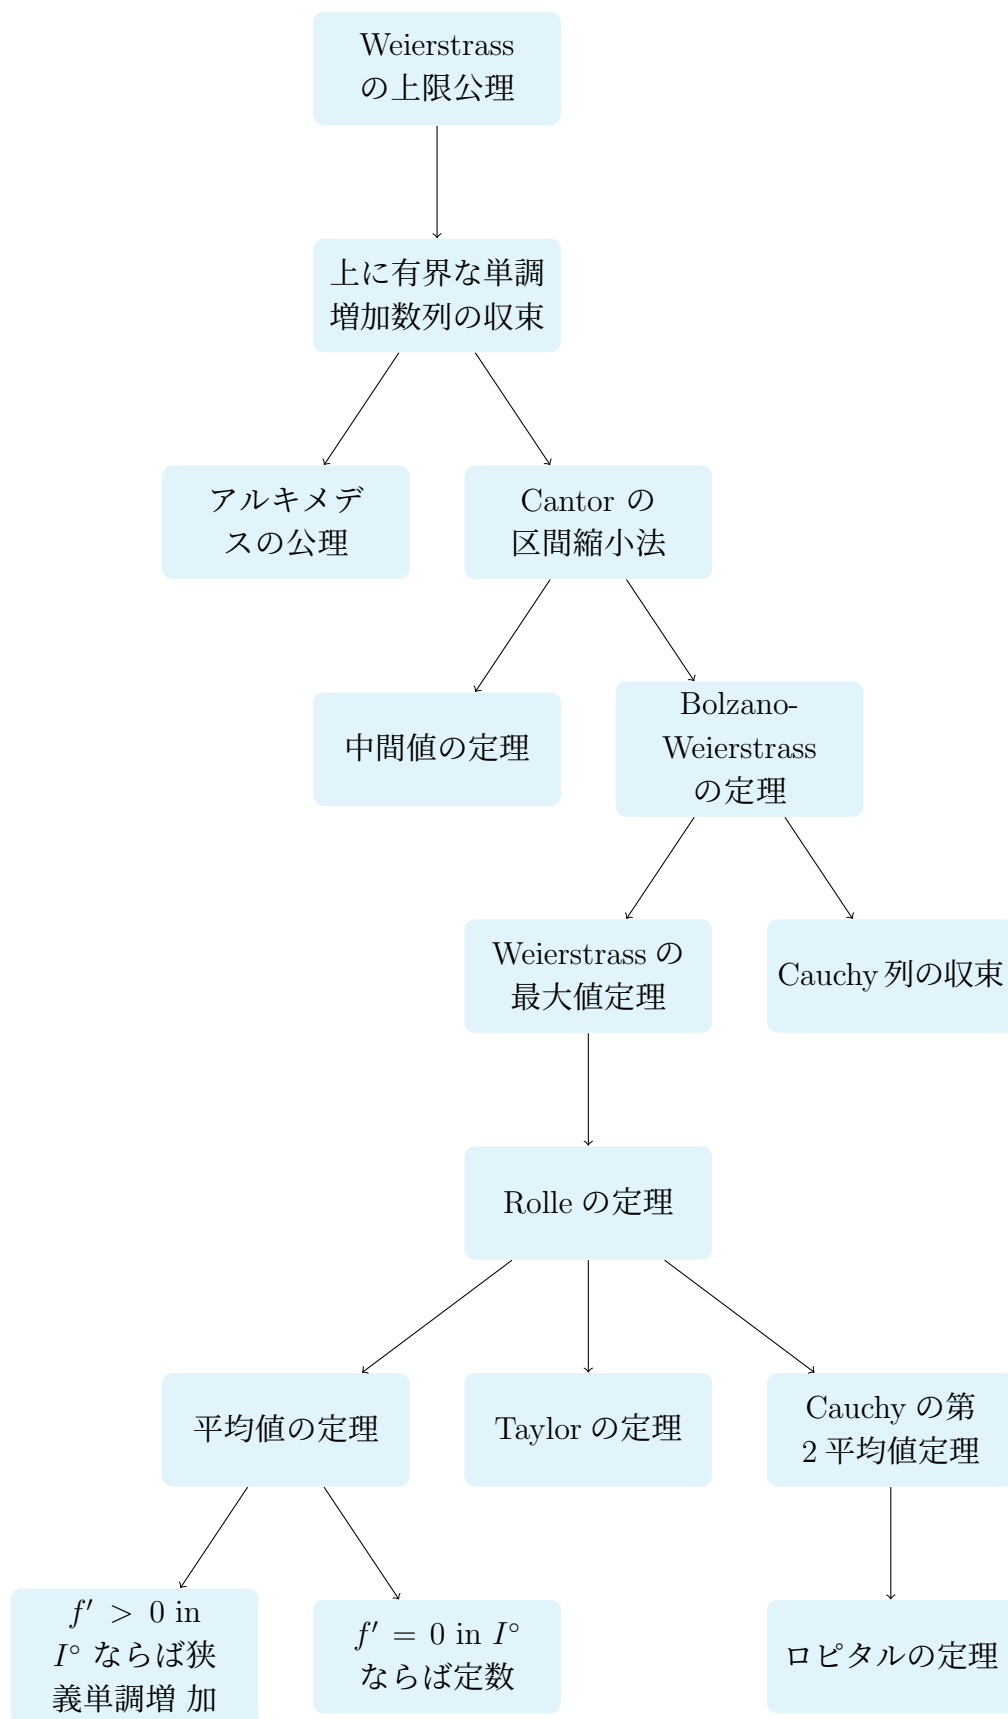 Weierstrass
の上限公理
上に有界な単調
増加数列の収束
アルキメデ
スの公理
Cantor の
区間縮小法
中間値の定理
Bolzano-
Weierstrass
の定理
Weierstrass の
最大値定理
Cauchy 列の収束
Rolle の定理
平均値の定理
Taylor の定理
Cauchy の第
2 平均値定理
f′ > 0 in
I° ならば狭
義単調増 加
f′ = 0 in I°
ならば定数
ロピタルの定理